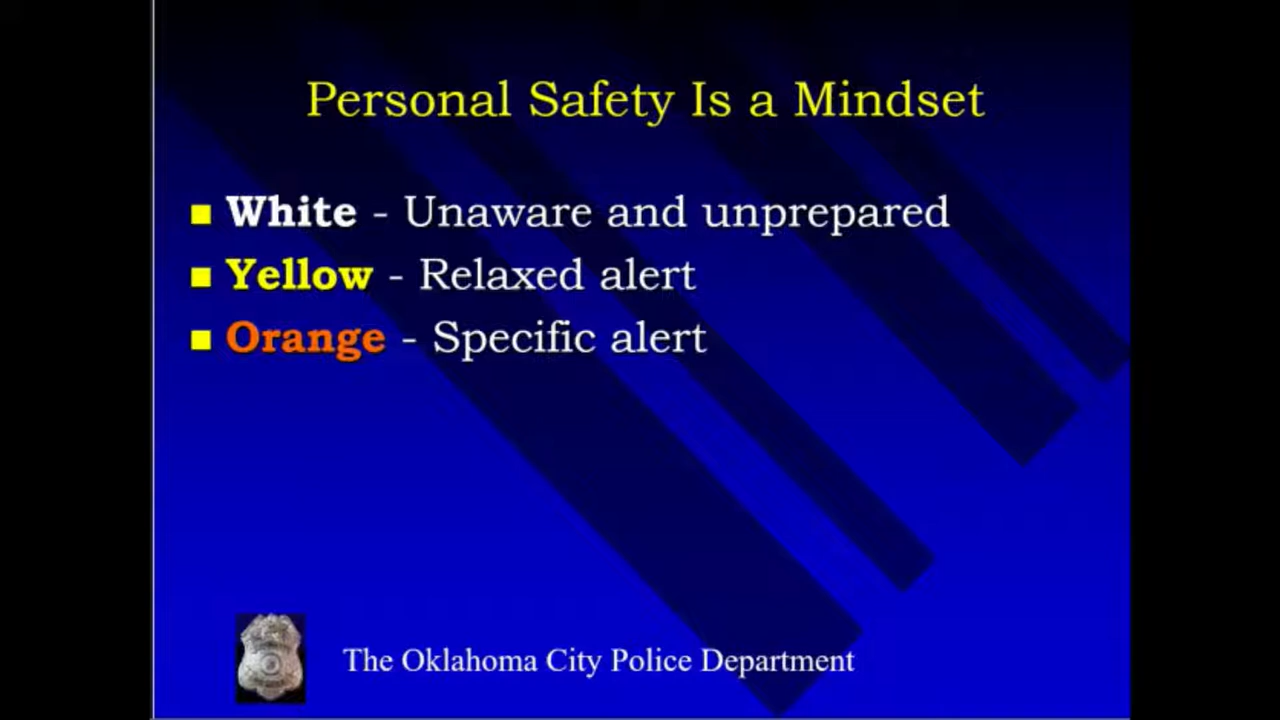 Personal Safety Is a Mindset
White - Unaware and unprepared
Yellow - Relaxed alert
Orange - Specific alert
The Oklahoma City Police Department